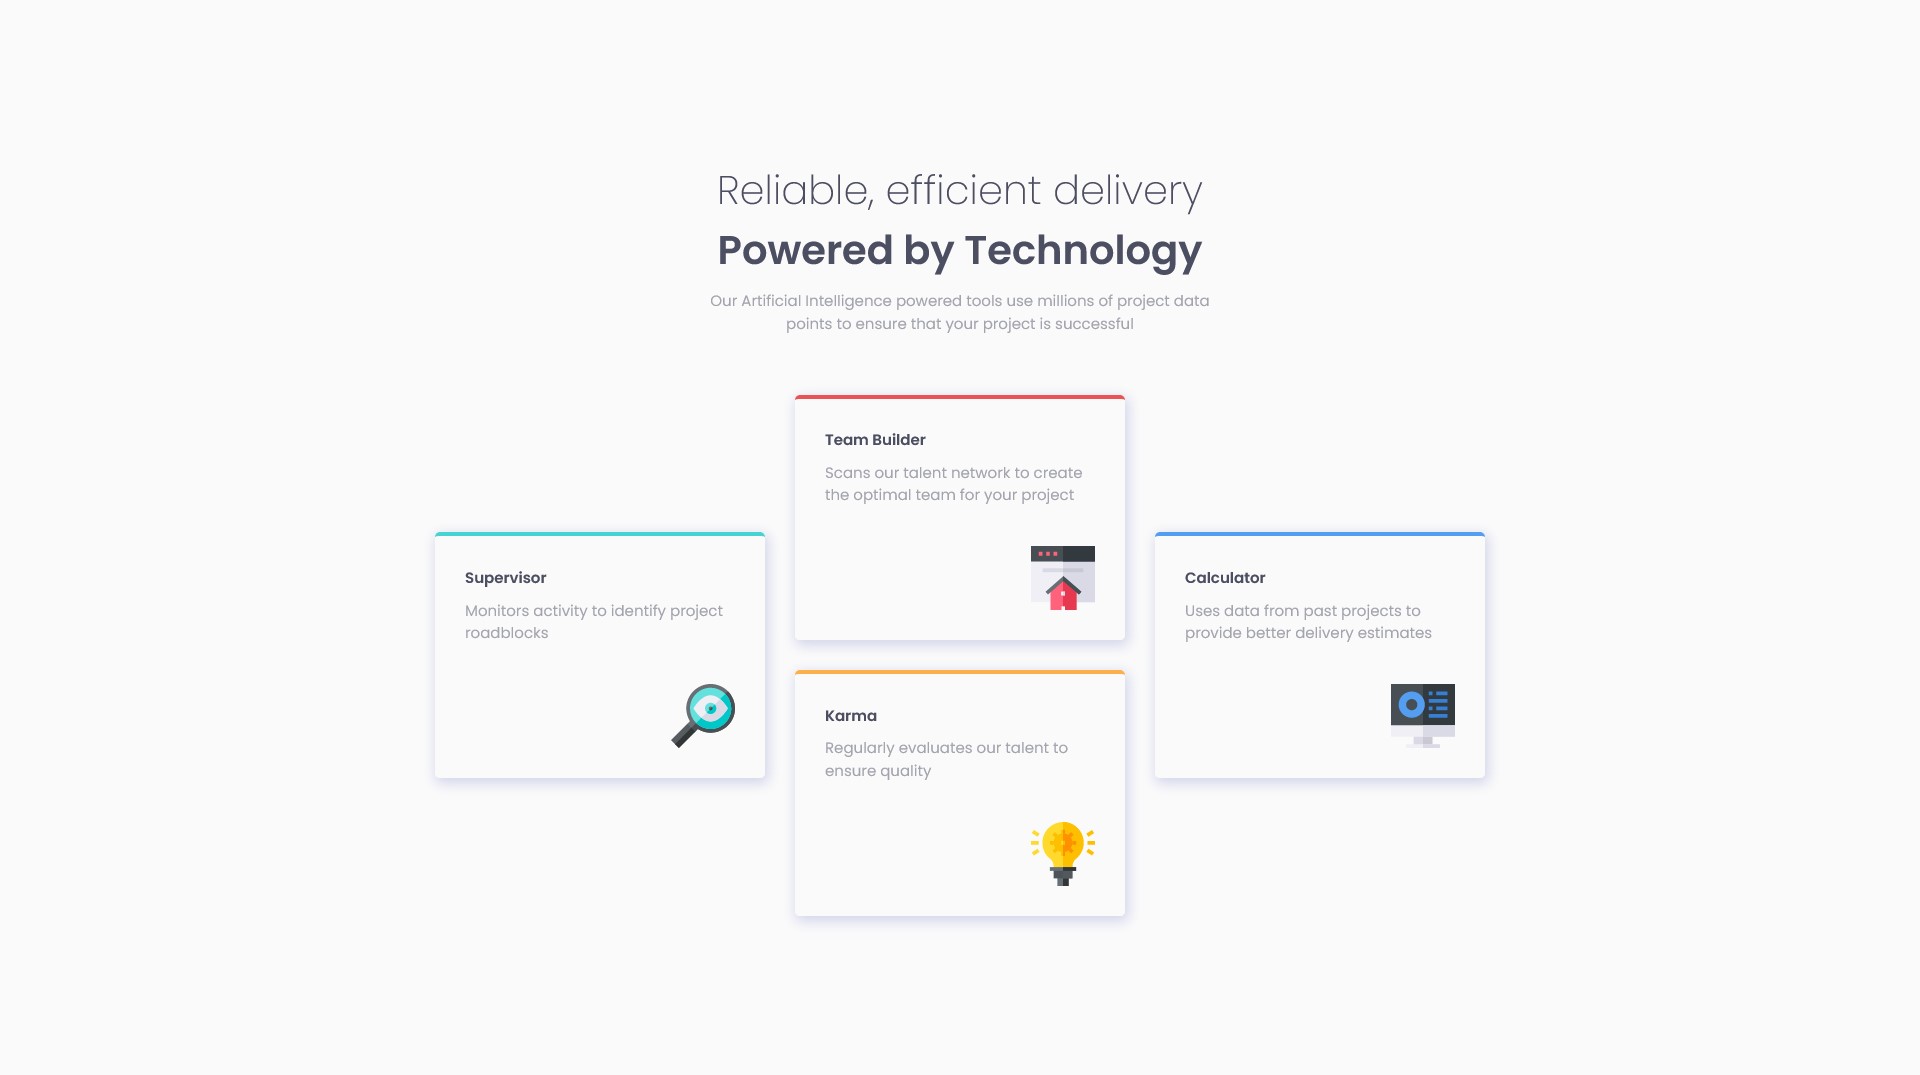 Reliable, efficient delivery
Powered by Technology
Our Artificial Intelligence powered tools use millions of project data
points to ensure that your project is successful
Supervisor
Monitors activity to identify project
roadblocks
Team Builder
Scans our talent network to create
the optimal team for your project
Karma
Regularly evaluates our talent to
ensure quality
Calculator
Uses data from past projects to
provide better delivery estimates